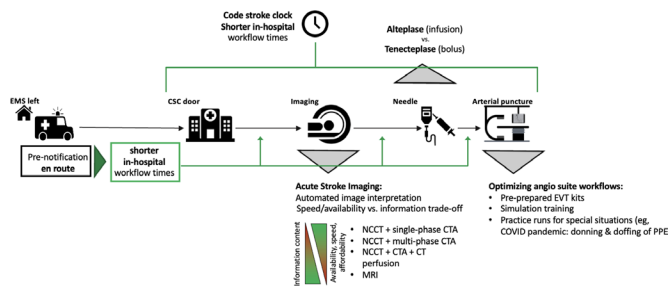 Code stroke clock
Shorter in-hospital
workflow times
Alteplase (infusion)
vs.
Tenecteplase (bolus)
EMS left
CSC door
Imaging
Needle
Arterial puncture
Pre-notification
en route
shorter
in-hospital
workflow times
Acute Stroke Imaging:
Automated image interpretation
Speed/availability vs. information trade-off
Information content
Availability, speed,
affordability
• NCCT + single-phase CTA
• NCCT + multi-phase CTA
• NCCT + CTA + CT
perfusion
• MRI
Optimizing angio suite workflows:
• Pre-prepared EVT kits
• Simulation training
• Practice runs for special situations (eg,
COVID pandemic: donning & doffing of PPE